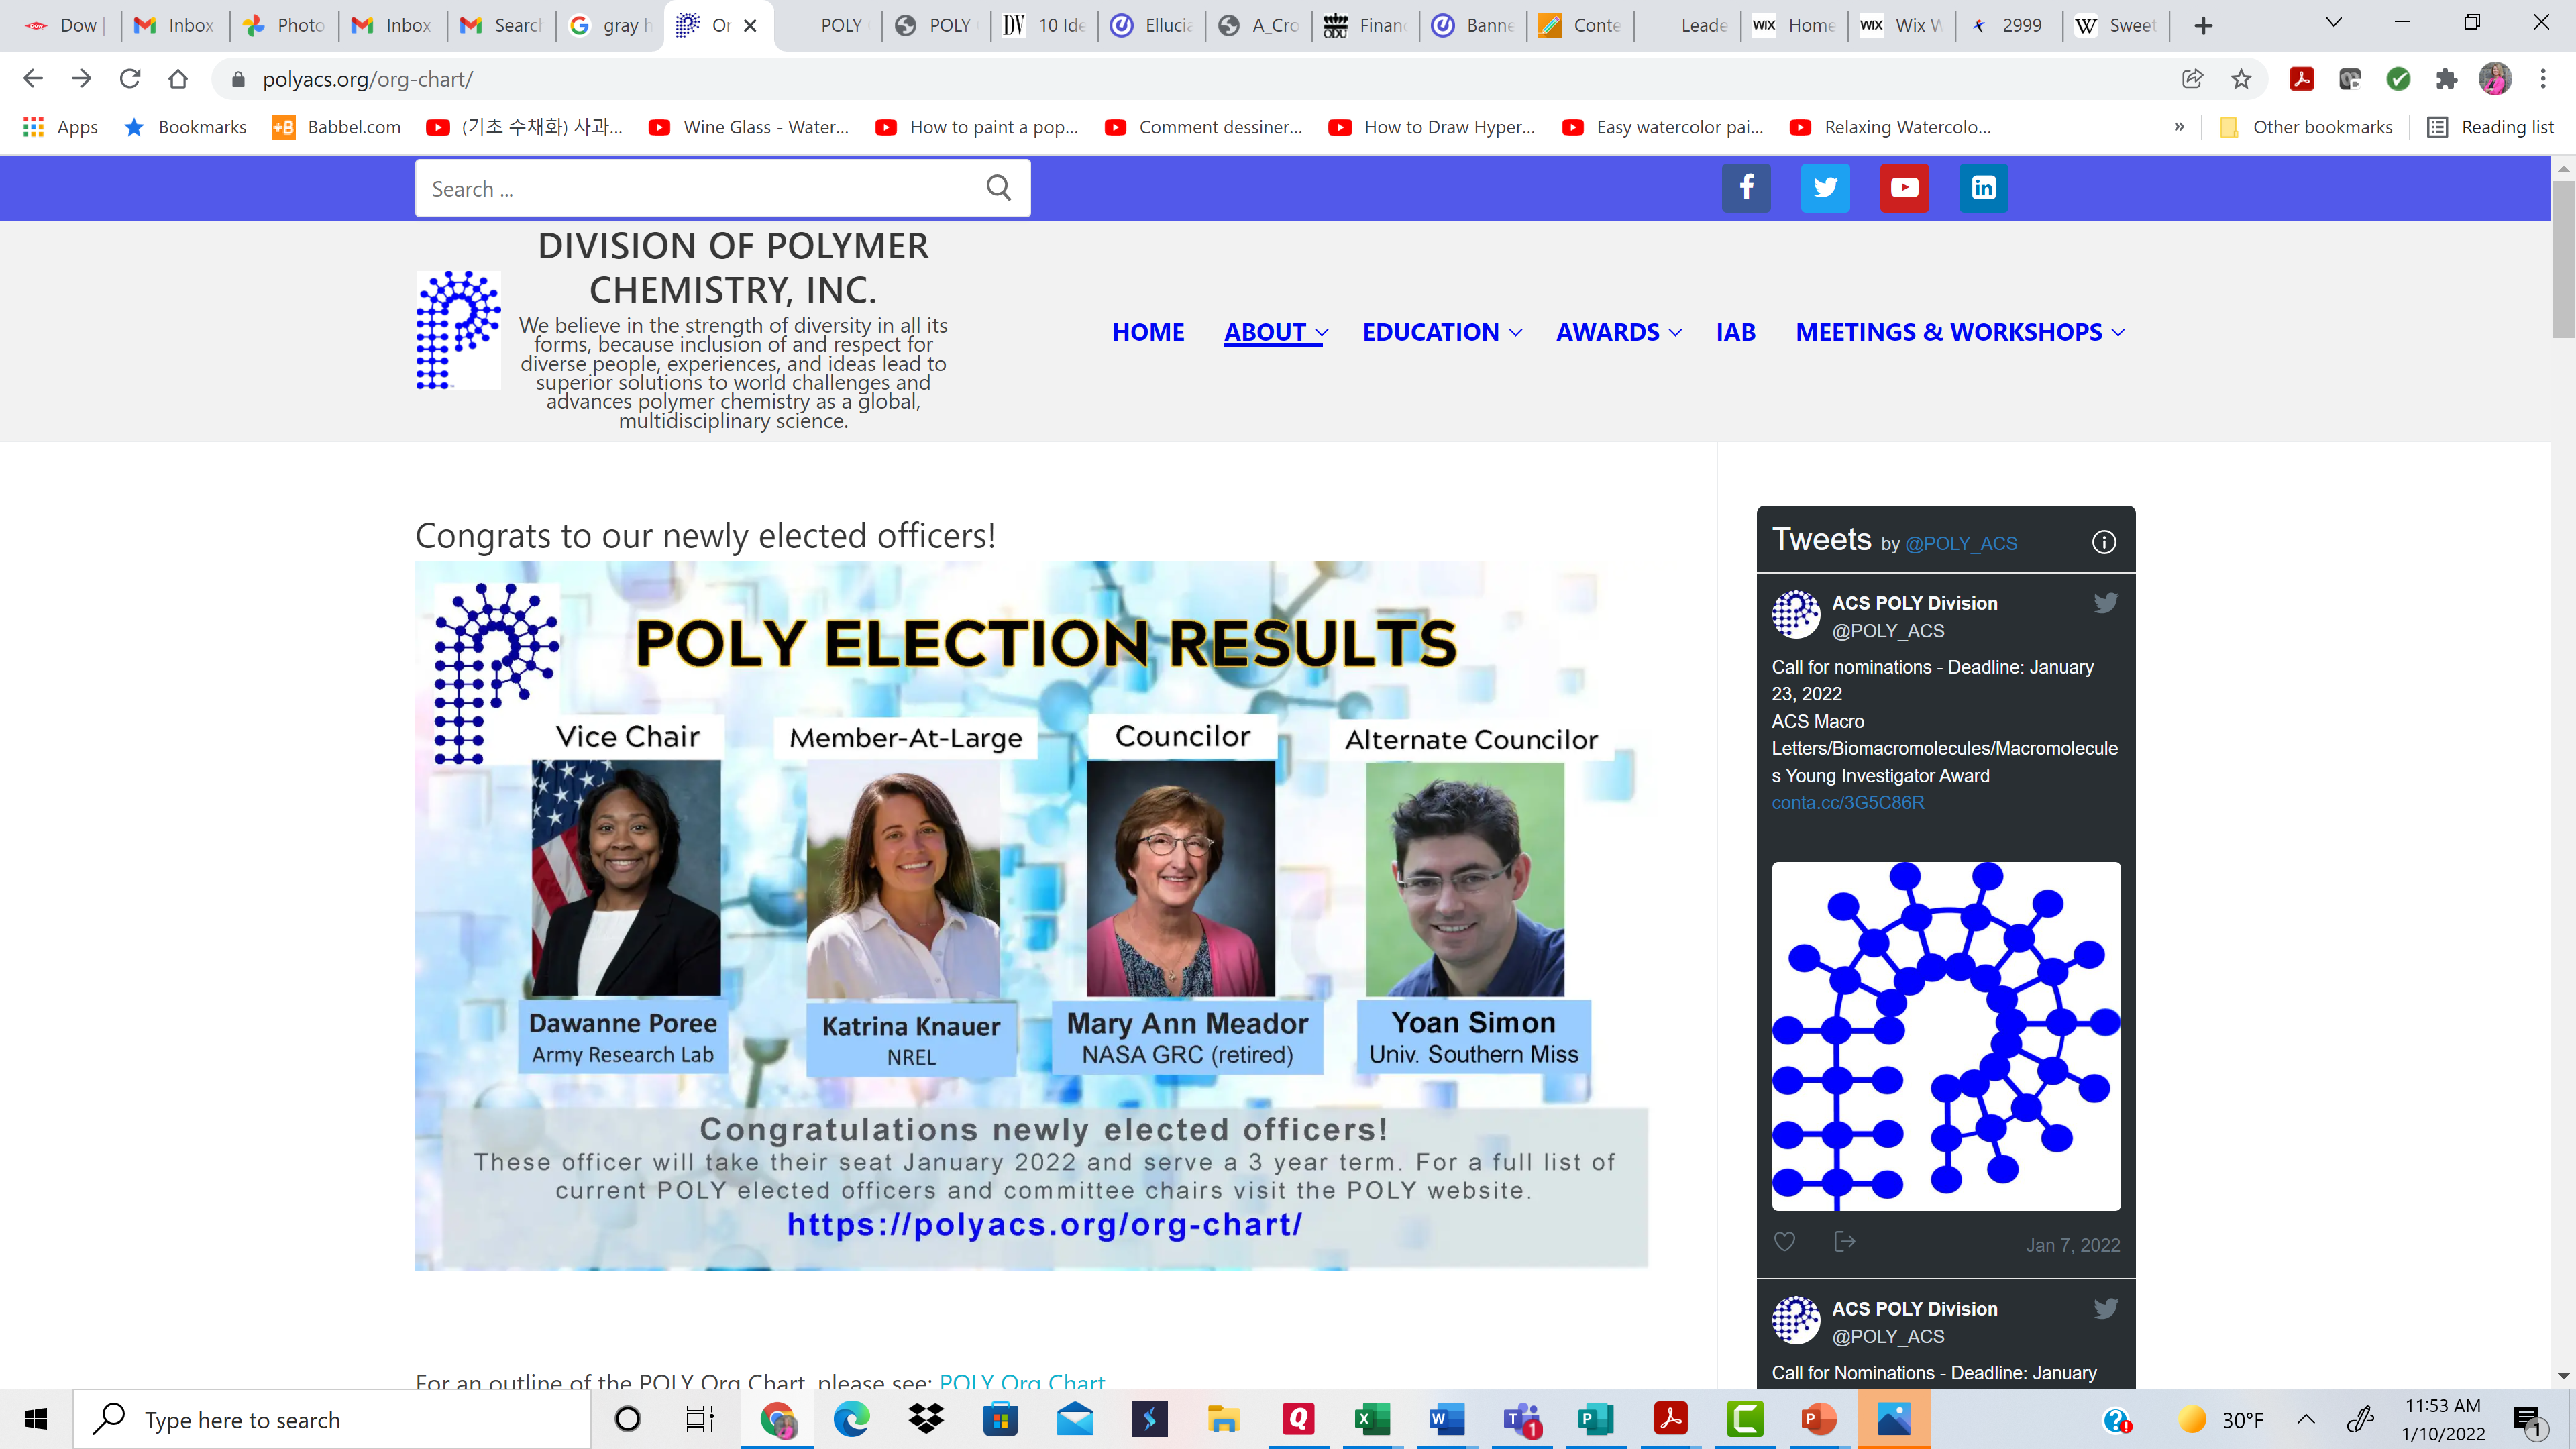 Dow |
Inbox
Photo
Inbox
Search
gray h
Or
POLY
POLY
10 Ide
Ellucia
A_Cro
Financ
Banne
Conte
Leade
Home
Wix W
2999
Sweet
polyacs.org/org-chart/
Apps
Bookmarks
Babbel.com
(기초 수채화) 사과...
Wine Glass - Water...
How to paint a pop...
Comment dessiner...
How to Draw Hyper...
Easy watercolor pai...
Relaxing Watercolo...
»
Other bookmarks
Reading list
Search ...
DIVISION OF POLYMER
CHEMISTRY, INC.
We believe in the strength of diversity in all its
forms, because inclusion of and respect for
diverse people, experiences, and ideas lead to
superior solutions to world challenges and
advances polymer chemistry as a global,
multidisciplinary science.
HOME
ABOUT
EDUCATION
AWARDS
IAB
MEETINGS & WORKSHOPS
Congrats to our newly elected officers!
POLY ELECTION RESULTS
Vice Chair
Member-At-Large
Councilor
Alternate Councilor
Dawanne Poree
Army Research Lab
Katrina Knauer
NREL
Mary Ann Meador
NASA GRC (retired)
Yoan Simon
Univ. Southern Miss
Congratulations newly elected officers!
These officer will take their seat January 2022 and serve a 3 year term. For a full list of
current POLY elected officers and committee chairs visit the POLY website.
https://polyacs.org/org-chart/
For an outline of the POLY Org Chart, please see: POLY Org Chart
Tweets by @POLY_ACS
ACS POLY Division
@POLY_ACS
Call for nominations - Deadline: January
23, 2022
ACS Macro
Letters/Biomacromolecules/Macromolecule
s Young Investigator Award
conta.cc/3G5C86R
Jan 7, 2022
ACS POLY Division
@POLY_ACS
Call for Nominations - Deadline: January
Type here to search
1
30°F
11:53 AM
1/10/2022
1